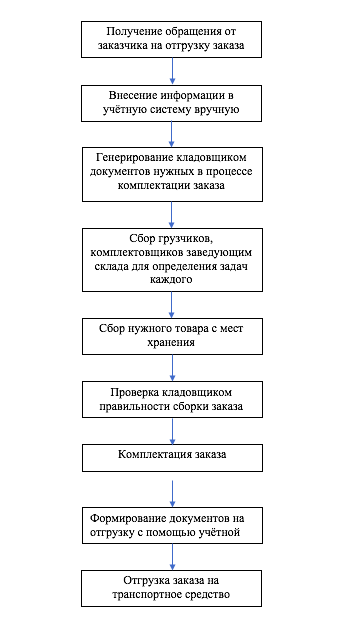 Получение обращения от
заказчика на отгрузку заказа
Внесение информации в
учётную систему вручную
Генерирование кладовщиком
документов нужных в процессе
комплектации заказа
Сбор грузчиков,
комплектовщиков заведующим
склада для определения задач
каждого
Сбор нужного товара с мест
хранения
Проверка кладовщиком
правильности сборки заказа
Комплектация заказа
Формирование документов на
отгрузку с помощью учётной
Отгрузка заказа на
транспортное средство